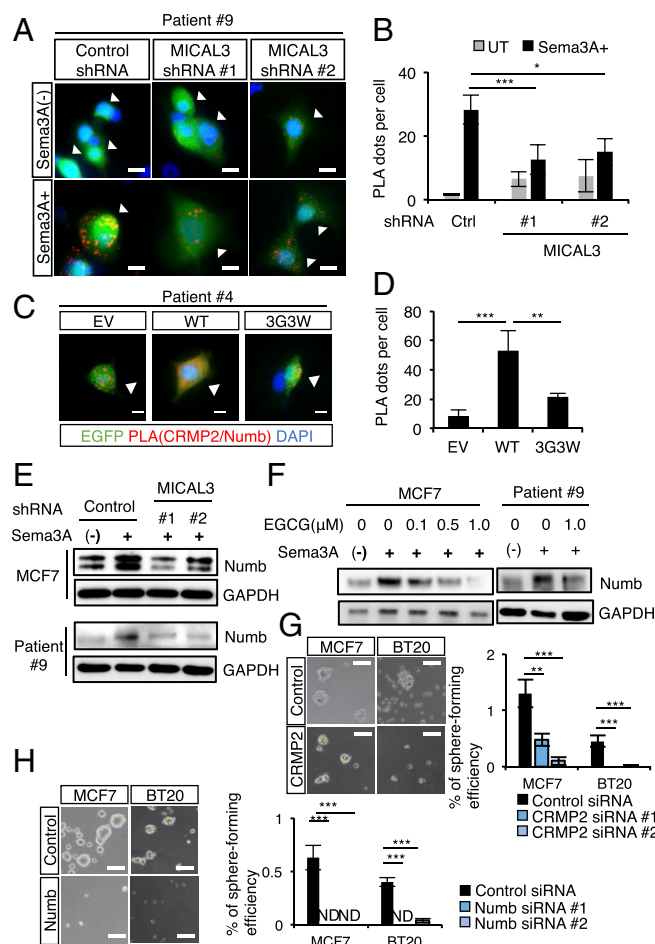 A
Patient #9
Control shRNA
MICAL3 shRNA #1
MICAL3 shRNA #2
Sema3A(-)
Sema3A+
B
UT Sema3A+
PLA dots per cell
40
20
0
***
*
shRNA Ctrl #1 #2
MICAL3
C
Patient #4
EV WT 3G3W
EGFP PLA(CRMP2/Numb) DAPI
D
PLA dots per cell
80
60
40
20
0
*** **
EV WT 3G3W
E
shRNA Control MICAL3
#1 #2
Sema3A (-) + + +
MCF7
Numb
GAPDH
Patient #9
Numb
GAPDH
F
MCF7 Patient #9
EGCG(μM) 0 0 0.1 0.5 1.0 0 0 1.0
Sema3A (-) + + + + (-) + +
Numb
GAPDH
G
MCF7 BT20
Control
CRMP2
% of sphere-forming efficiency
2
1
0
***
**
***
***
MCF7 BT20
Control siRNA
CRMP2 siRNA #1
CRMP2 siRNA #2
H
MCF7 BT20
Control
Numb
% of sphere-forming efficiency
1
0.5
0
***
***
***
***
NDND ND
MCF7 BT20
Control siRNA
Numb siRNA #1
Numb siRNA #2